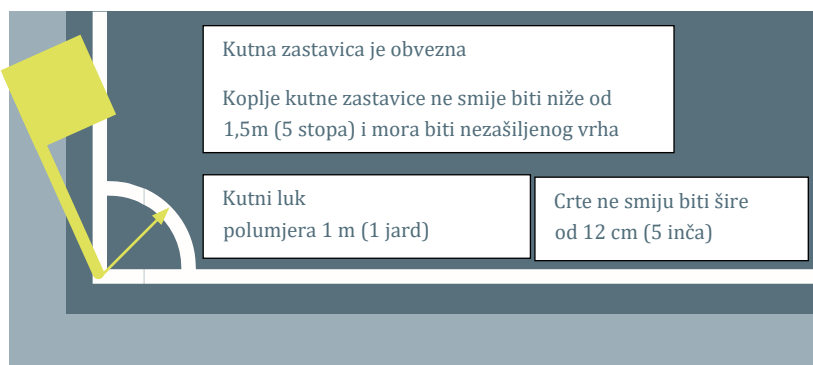 Kutna zastavica je obvezna
Koplje kutne zastavice ne smije biti niže od
1,5m (5 stopa) i mora biti nezašiljenog vrha
Kutni luk
polumjera 1 m (1 jard)
Crte ne smiju biti šire
od 12 cm (5 inča)